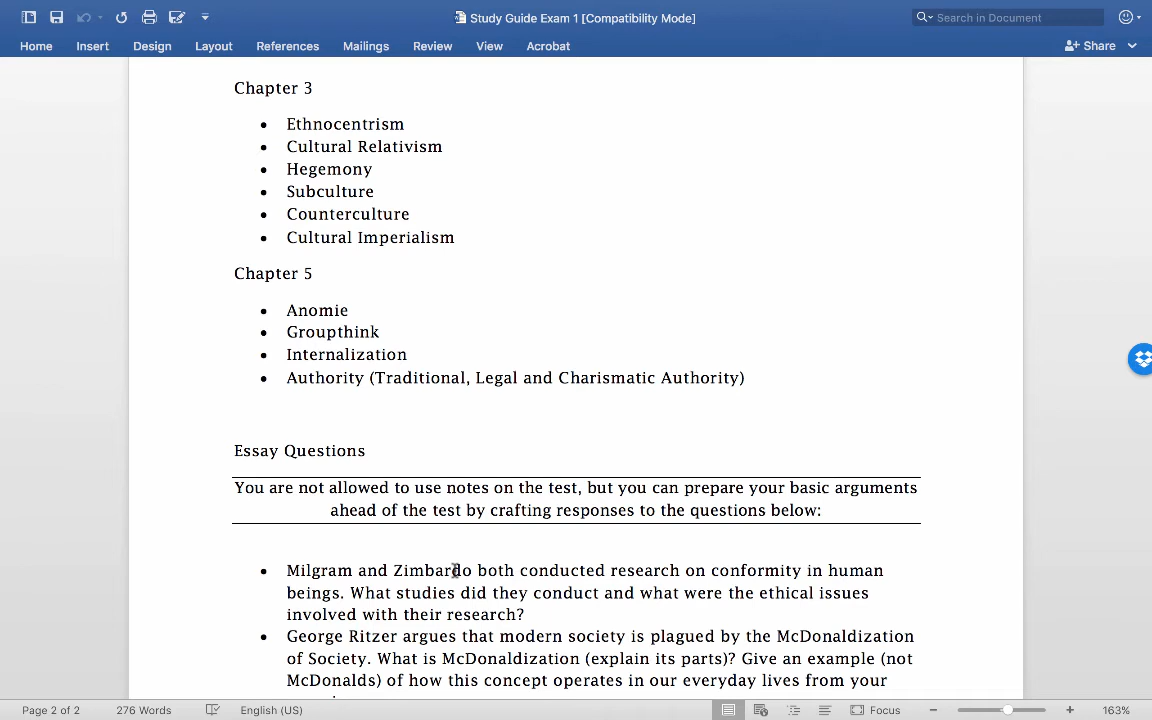 Study Guide Exam 1 [Compatibility Mode]
Search in Document
Home Insert Design Layout References Mailings Review View Acrobat
Share
Chapter 3
• Ethnocentrism
• Cultural Relativism
• Hegemony
• Subculture
• Counterculture
• Cultural Imperialism
Chapter 5
• Anomie
• Groupthink
• Internalization
• Authority (Traditional, Legal and Charismatic Authority)
Essay Questions
You are not allowed to use notes on the test, but you can prepare your basic arguments
ahead of the test by crafting responses to the questions below:
• Milgram and Zimbardo both conducted research on conformity in human
beings. What studies did they conduct and what were the ethical issues
involved with their research?
• George Ritzer argues that modern society is plagued by the McDonaldization
of Society. What is McDonaldization (explain its parts)? Give an example (not
McDonalds) of how this concept operates in our everyday lives from your
Page 2 of 2 276 Words English (US) Focus 163%